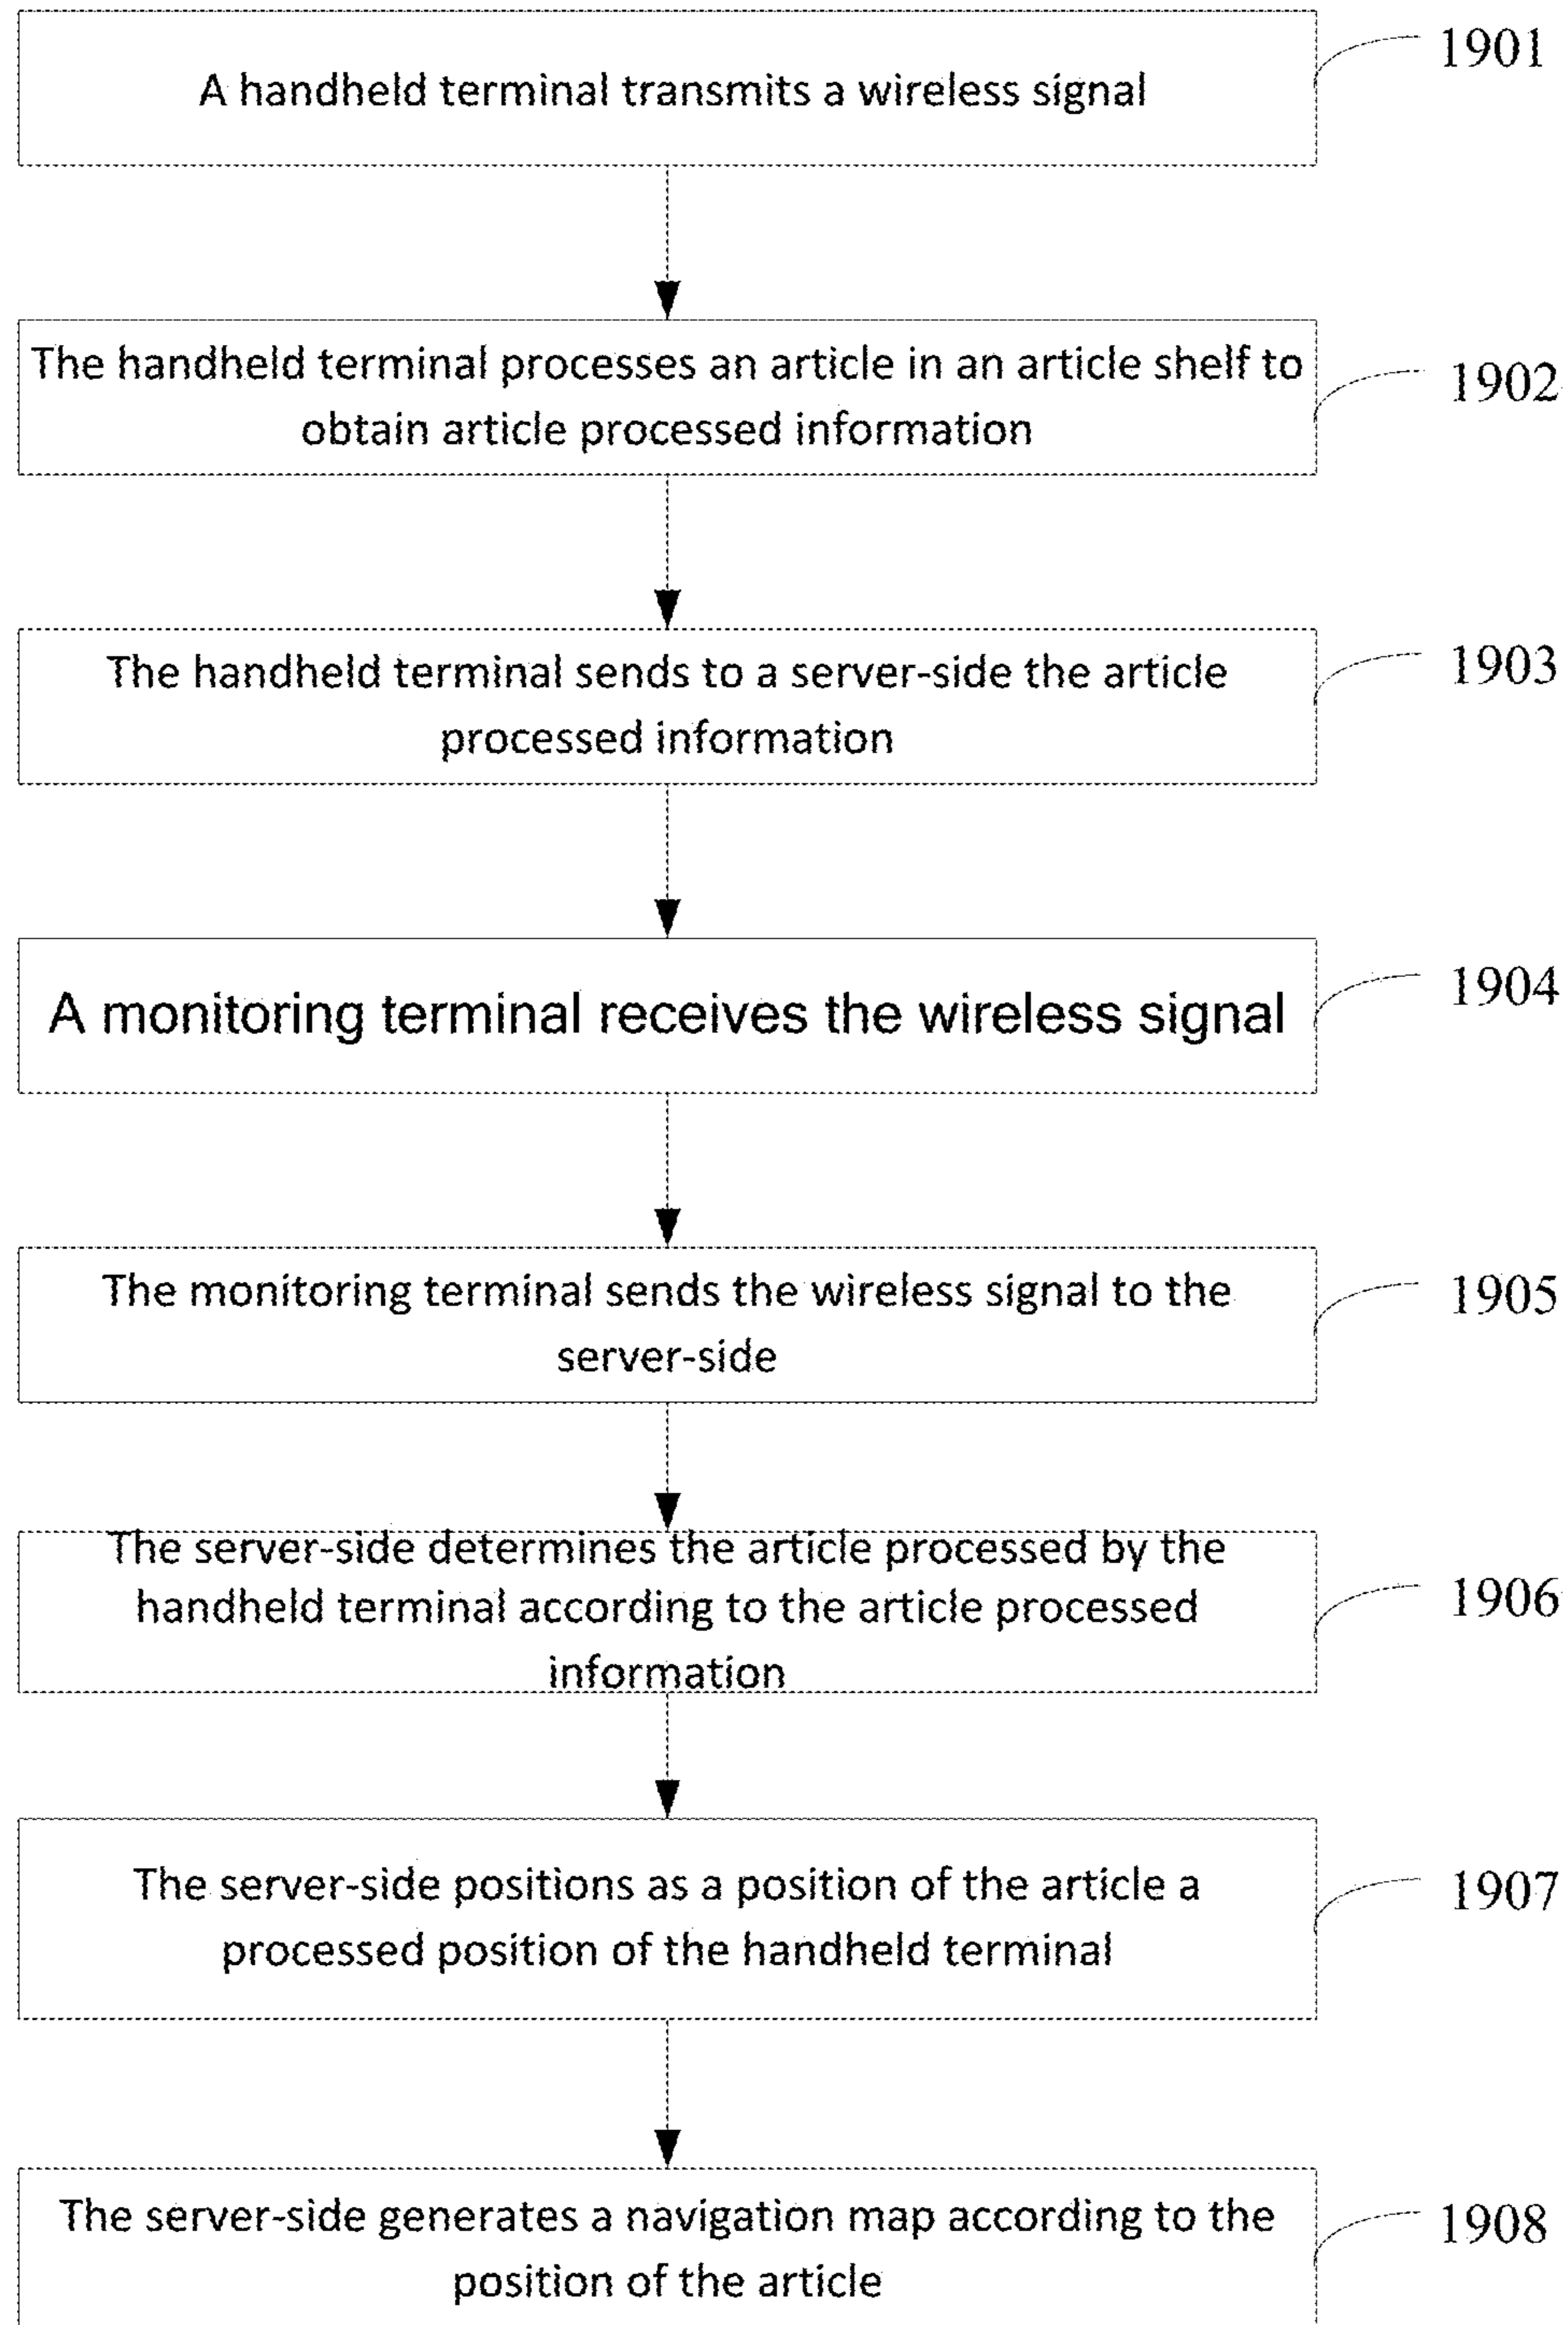 A handheld terminal transmits a wireless signal
1901
The handheld terminal processes an article in an article shelf to
obtain article processed information
1902
The handheld terminal sends to a server-side the article
processed information
1903
A monitoring terminal receives the wireless signal
1904
The monitoring terminal sends the wireless signal to the
server-side
1905
The server-side determines the article processed by the
handheld terminal according to the article processed
information
1906
The server-side positions as a position of the article a
processed position of the handheld terminal
1907
The server-side generates a navigation map according to the
position of the article
1908